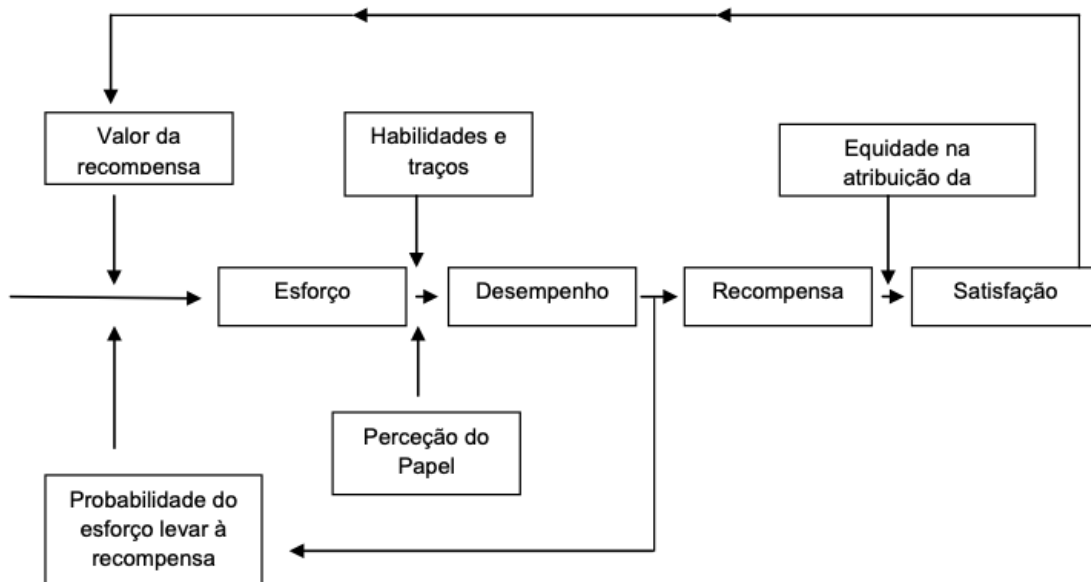 Valor da
recompensa
Habilidades e
traços
Equidade na
atribuição da
Esforço
Desempenho
Recompensa
Satisfação
Perceção do
Papel
Probabilidade do
esforço levar à
recompensa